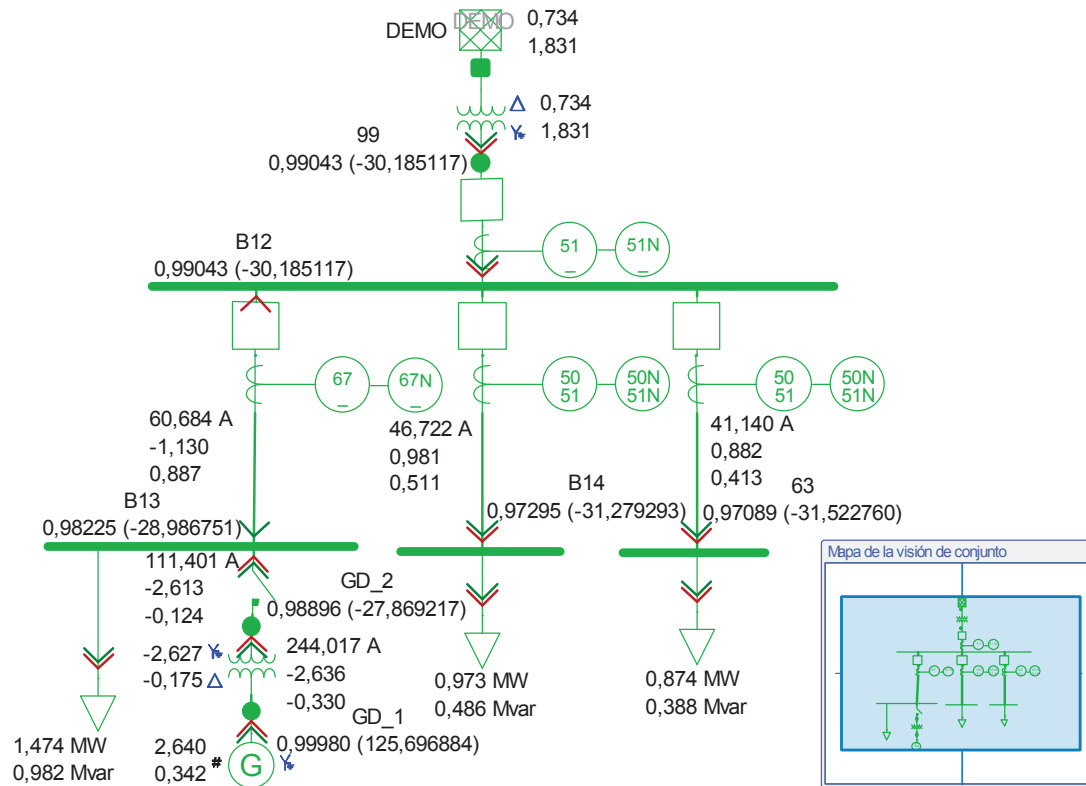 DEMO
DEMO
0,734
1,831
0,734
1,831
99
0,99043 (-30,185117)
51
_
51N
_
B12
0,99043 (-30,185117)
67
_
67N
_
50
51
50N
51N
50
51
50N
51N
60,684 A
-1,130
0,887
46,722 A
0,981
0,511
41,140 A
0,882
0,413
B13
0,98225 (-28,986751)
B14
0,97295 (-31,279293)
63
0,97089 (-31,522760)
111,401 A
-2,613
-0,124
GD_2
0,98896 (-27,869217)
-2,627
-0,175
244,017 A
-2,636
-0,330
GD_1
0,99980 (125,696884)
2,640
0,342
#
G
1,474 MW
0,982 Mvar
0,973 MW
0,486 Mvar
0,874 MW
0,388 Mvar
Mapa de la visión de conjunto